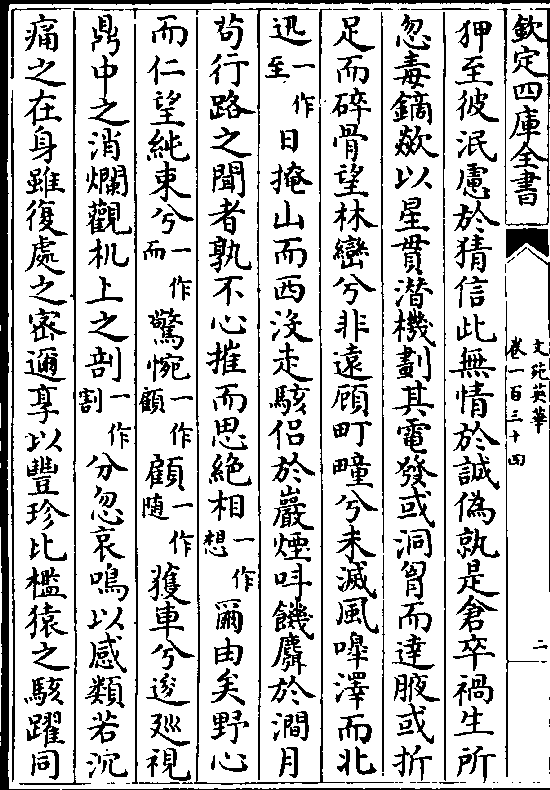 欽定四庫全書
文苑英華
卷一百三十四
二
狎至彼泯慮於猜信此無情於誠偽孰是倉卒禍生所
忽毒鏑欻以星貫潛機劃其電發或洞胷而達腋或折
足而碎骨望林巒兮非遠顧町疃兮未滅風嘷澤而北
迅一作至日掩山而西沒走駭侣於巖煙呌饑麛於澗月
茍行路之聞者孰不心摧而思絶相一作想爾由矣野心
而仁望純束兮一作而驚惋一作顧顧一作隨獲車兮逡廵視
鼎中之消爛觀机上之剖一作割分忽哀鳴以感類若沉
痛之在身雖復處之宻邇享以豐珍比檻猿之駭躍同